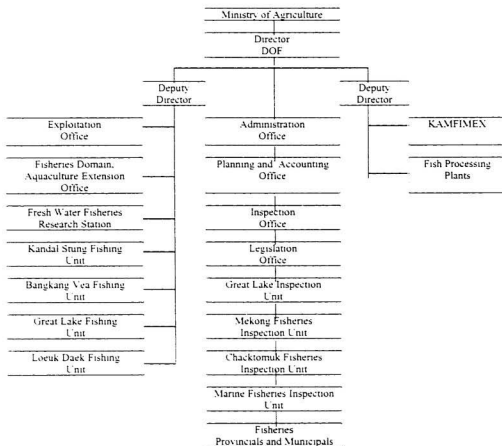 Ministry of Agriculture
Director
DOF
Deputy
Director
Deputy
Director
Exploitation
Office
Administration
Office
KAMFIMEX
Fisheries Domain,
Aquaculture Extension
Office
Planning and Accounting
Office
Fish Processing
Plants
Fresh Water Fisheries
Research Station
Inspection
Office
Kandal Stung Fishing
Unit
Legislation
Office
Bangkang Vea Fishing
Unit
Great Lake Inspection
Unit
Great Lake Fishing
Unit
Mekong Fisheries
Inspection Unit
Loeuk Daek Fishing
Unit
Chacktomuk Fisheries
Inspection Unit
Marine Fisheries Inspection
Unit
Fisheries
Provincials and Municipals